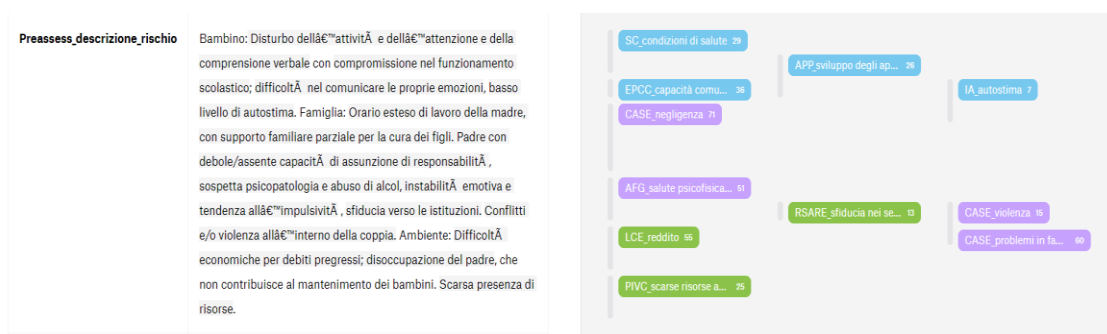 Preassess_descrizione_rischio
Bambino: Disturbo dellâ€™attivitÃ e dellâ€™attenzione e della
comprensione verbale con compromissione nel funzionamento
scolastico; difficoltÃ nel comunicare le proprie emozioni, basso
livello di autostima. Famiglia: Orario esteso di lavoro della madre,
con supporto familiare parziale per la cura dei figli. Padre con
debole/assente capacitÃ di assunzione di responsabilitÃ ,
sospetta psicopatologia e abuso di alcol, instabilitÃ emotiva e
tendenza allâ€™impulsivitÃ , sfiducia verso le istituzioni. Conflitti
e/o violenza allâ€™interno della coppia. Ambiente: DifficoltÃ
economiche per debiti pregressi; disoccupazione del padre, che
non contribuisce al mantenimento dei bambini. Scarsa presenza di
risorse.
SC_condizioni di salute 29
APP_sviluppo degli ap... 26
EPCC_capacità comu... 36
IA_autostima 7
CASE_negligenza 71
AFG_salute psicofisica... 51
RSARE_sfiducia nei se... 13
CASE_violenza 15
LCE_reddito 55
CASE_problemi in fa... 60
PIVC_scarse risorse a... 25